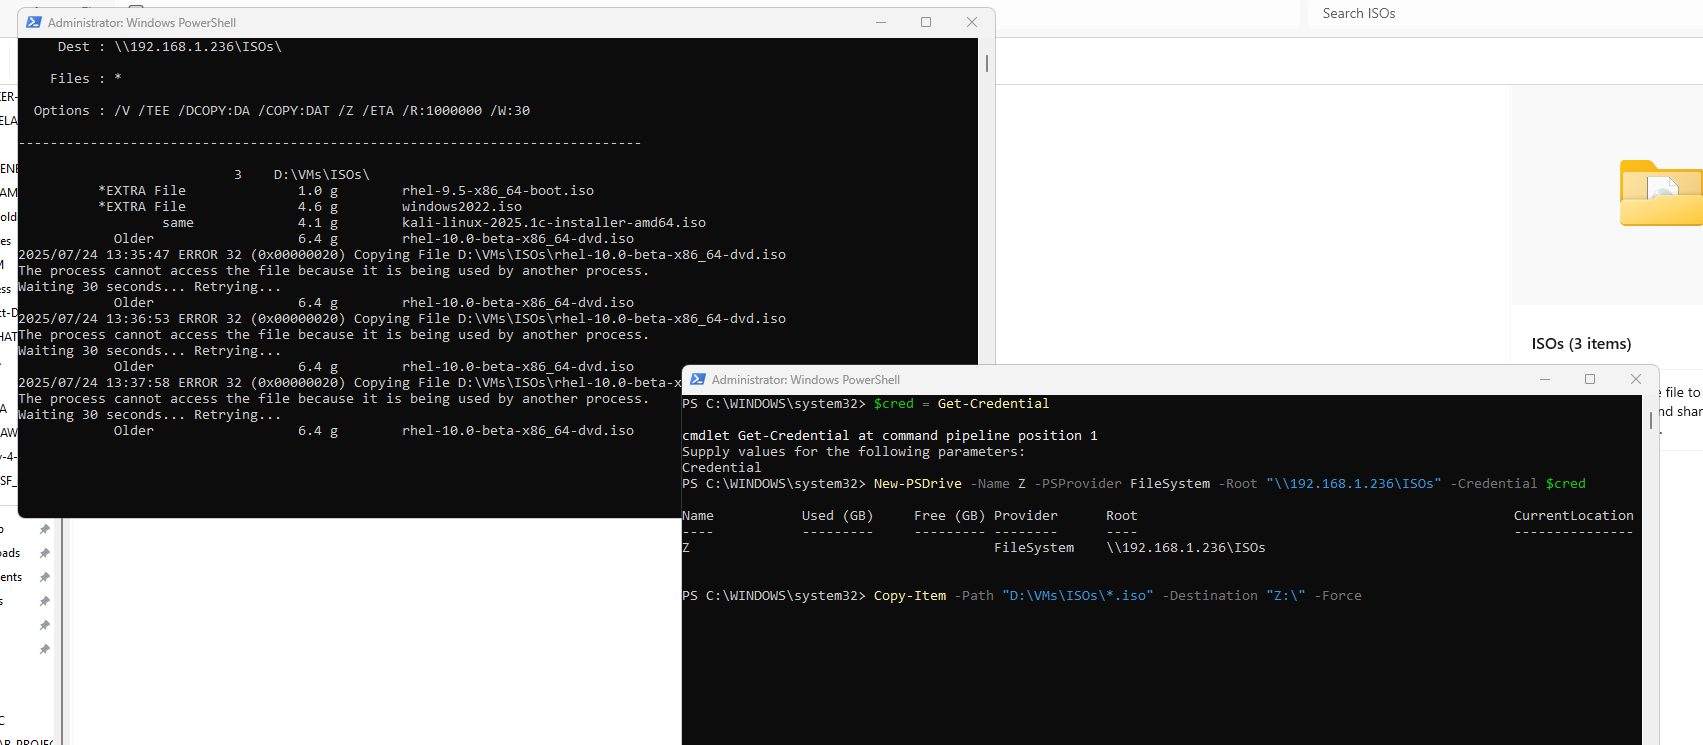 Administrator: Windows PowerShell
Search ISOs
Dest : \\192.168.1.236\ISOs\
Files : *
Options : /V /TEE /DCOPY:DA /COPY:DAT /Z /ETA /R:1000000 /W:30
-------------------------------------------------------------------------------
3 D:\VMs\ISOs\
*EXTRA File 1.0 g rhel-9.5-x86_64-boot.iso
*EXTRA File 4.6 g windows2022.iso
same 4.1 g kali-linux-2025.1c-installer-amd64.iso
Older 6.4 g rhel-10.0-beta-x86_64-dvd.iso
2025/07/24 13:35:47 ERROR 32 (0x00000020) Copying File D:\VMs\ISOs\rhel-10.0-beta-x86_64-dvd.iso
The process cannot access the file because it is being used by another process.
Waiting 30 seconds... Retrying...
Older 6.4 g rhel-10.0-beta-x86_64-dvd.iso
2025/07/24 13:36:53 ERROR 32 (0x00000020) Copying File D:\VMs\ISOs\rhel-10.0-beta-x86_64-dvd.iso
The process cannot access the file because it is being used by another process.
Waiting 30 seconds... Retrying...
Older 6.4 g rhel-10.0-beta-x86_64-dvd.iso
2025/07/24 13:37:58 ERROR 32 (0x00000020) Copying File D:\VMs\ISOs\rhel-10.0-beta-x
The process cannot access the file because it is being used by another process.
Waiting 30 seconds... Retrying...
Older 6.4 g rhel-10.0-beta-x86_64-dvd.iso
ISOs (3 items)
e file to
nd shar
Administrator: Windows PowerShell
PS C:\WINDOWS\system32> $cred = Get-Credential
cmdlet Get-Credential at command pipeline position 1
Supply values for the following parameters:
Credential
PS C:\WINDOWS\system32> New-PSDrive -Name Z -PSProvider FileSystem -Root "\\192.168.1.236\ISOs" -Credential $cred
Name Used (GB) Free (GB) Provider Root CurrentLocation
---- --------- --------- -------- ---- ---------------
Z FileSystem \\192.168.1.236\ISOs
PS C:\WINDOWS\system32> Copy-Item -Path "D:\VMs\ISOs\*.iso" -Destination "Z:\" -Force
oads
ents